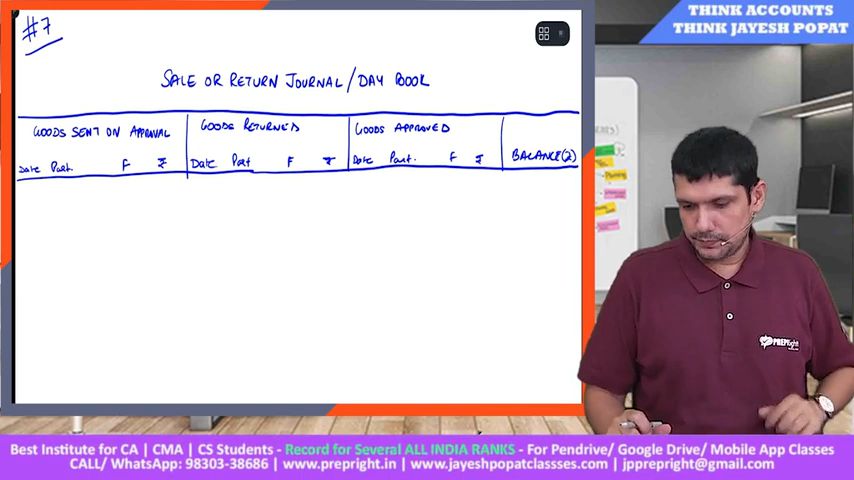 THINK ACCOUNTS
THINK JAYESH POPAT
#7
SALE OR RETURN JOURNAL/DAY BOOK
GOODS SENT ON APPROVAL
GOODS RETURNED
GOODS APPROVED
BALANCE(₹)
Date Part. F ₹
Date Part F ₹
Date Part. F ₹
Planning
PREPRight
Best Institute for CA | CMA | CS Students - Record for Several ALL INDIA RANKS - For Pendrive/ Google Drive/ Mobile App Classes
CALL/ WhatsApp: 98303-38686 | www.prepright.in | www.jayeshpopatclassses.com | jpprepright@gmail.com